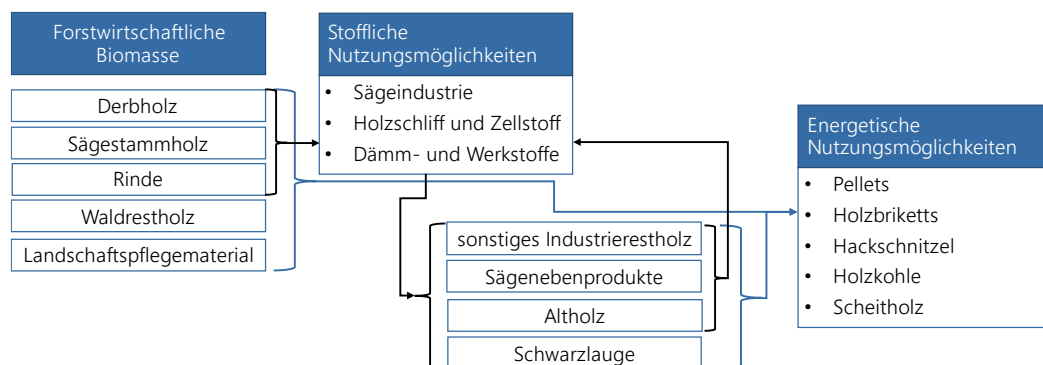 Forstwirtschaftliche
Biomasse
Derbholz
Sägestammholz
Rinde
Waldrestholz
Landschaftspflegematerial
Stoffliche
Nutzungsmöglichkeiten
• Sägeindustrie
• Holzschliff und Zellstoff
• Dämm- und Werkstoffe
sonstiges Industrierestholz
Sägenebenprodukte
Altholz
Schwarzlauge
Energetische
Nutzungsmöglichkeiten
• Pellets
• Holzbriketts
• Hackschnitzel
• Holzkohle
• Scheitholz